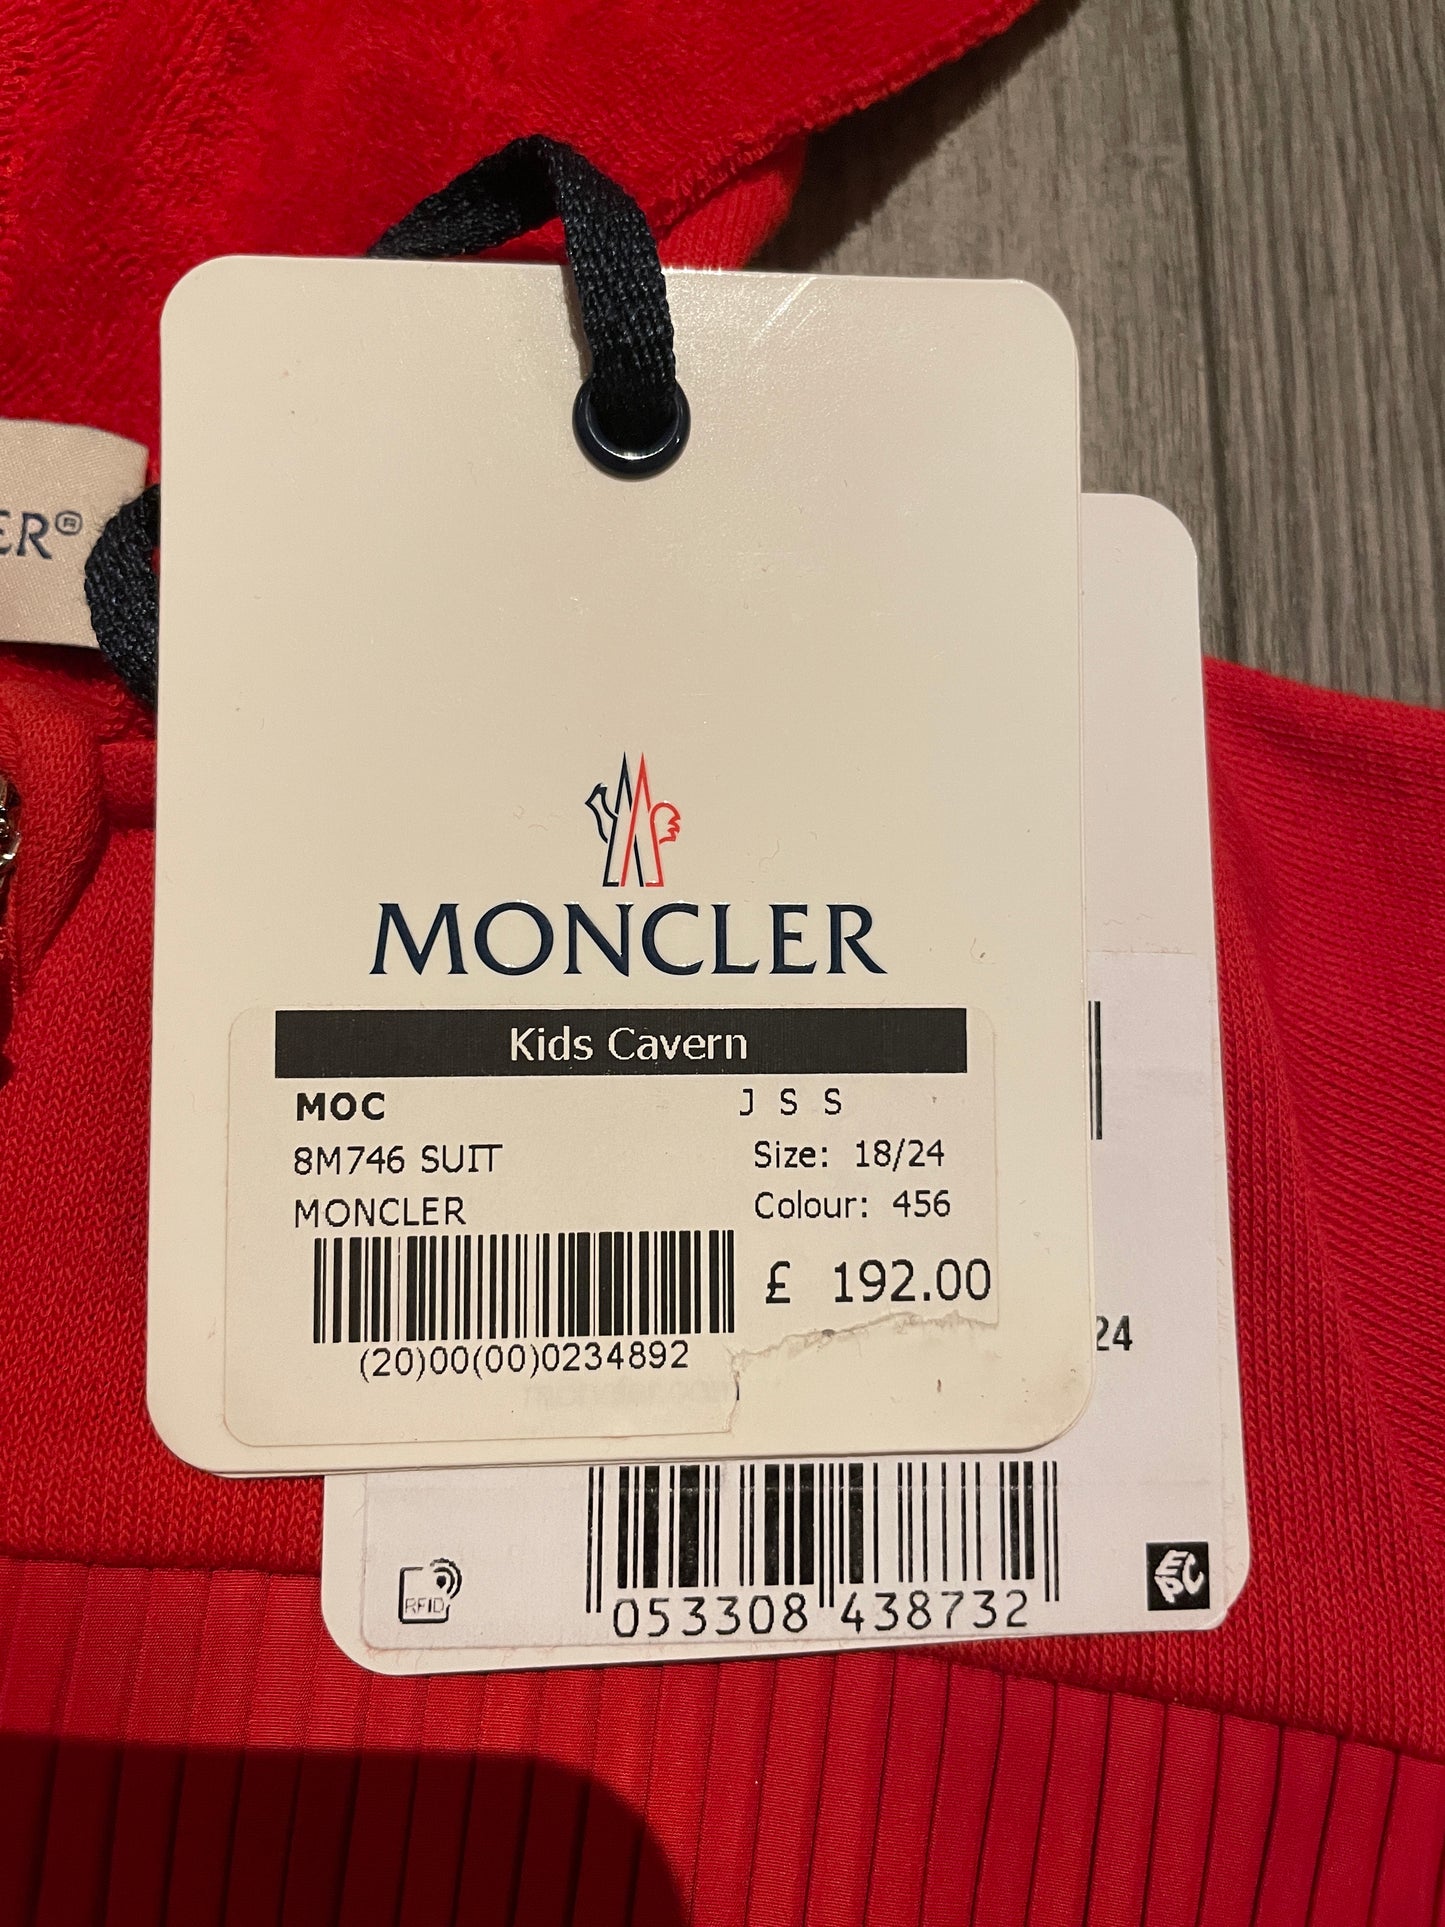 ER®
MONCLER
Kids Cavern
MOC J S S
8M746 SUIT Size: 18/24
MONCLER Colour: 456
£ 192.00
(20)00(00)0234892
24
RFID
053308 438732
EPC